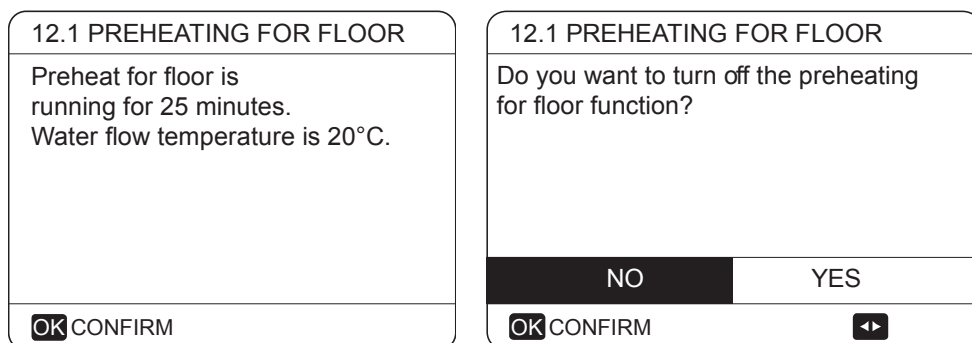 12.1 PREHEATING FOR FLOOR
Preheat for floor is
running for 25 minutes.
Water flow temperature is 20°C.
OK CONFIRM
12.1 PREHEATING FOR FLOOR
Do you want to turn off the preheating
for floor function?
NO YES
OK CONFIRM